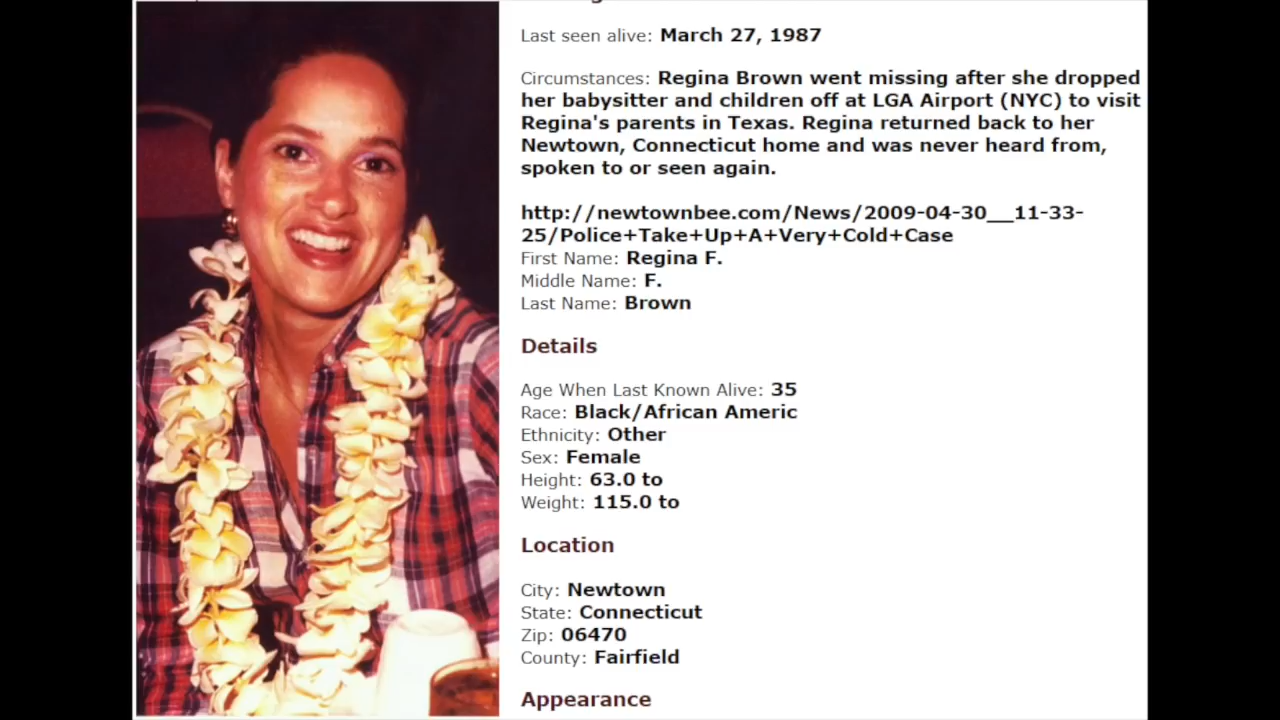 Last seen alive: March 27, 1987
Circumstances: Regina Brown went missing after she dropped
her babysitter and children off at LGA Airport (NYC) to visit
Regina's parents in Texas. Regina returned back to her
Newtown, Connecticut home and was never heard from,
spoken to or seen again.
http://newtownbee.com/News/2009-04-30__11-33-
25/Police+Take+Up+A+Very+Cold+Case
First Name: Regina F.
Middle Name: F.
Last Name: Brown
Details
Age When Last Known Alive: 35
Race: Black/African Americ
Ethnicity: Other
Sex: Female
Height: 63.0 to
Weight: 115.0 to
Location
City: Newtown
State: Connecticut
Zip: 06470
County: Fairfield
Appearance